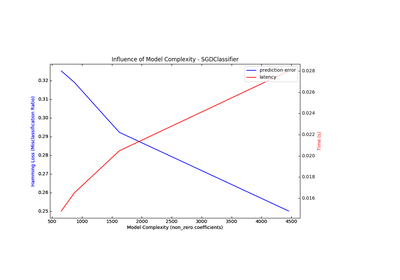 Influence of Model Complexity - SGDClassifier
prediction error
latency
0.32
0.31
0.30
0.29
0.28
0.27
0.26
0.25
Hamming Loss (Misclassification Ratio)
0.028
0.026
0.024
0.022
0.020
0.018
0.016
Time (s)
500 1000 1500 2000 2500 3000 3500 4000 4500
Model Complexity (non_zero coefficients)